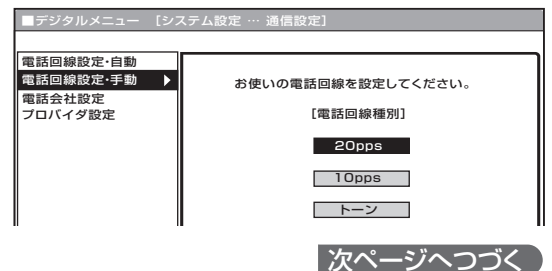 ■デジタルメニュー [システム設定 … 通信設定]
電話回線設定・自動
電話回線設定・手動 ▶
電話会社設定
プロバイダ設定
お使いの電話回線を設定してください。
[電話回線種別]
20pps
10pps
トーン
次ページへつづく